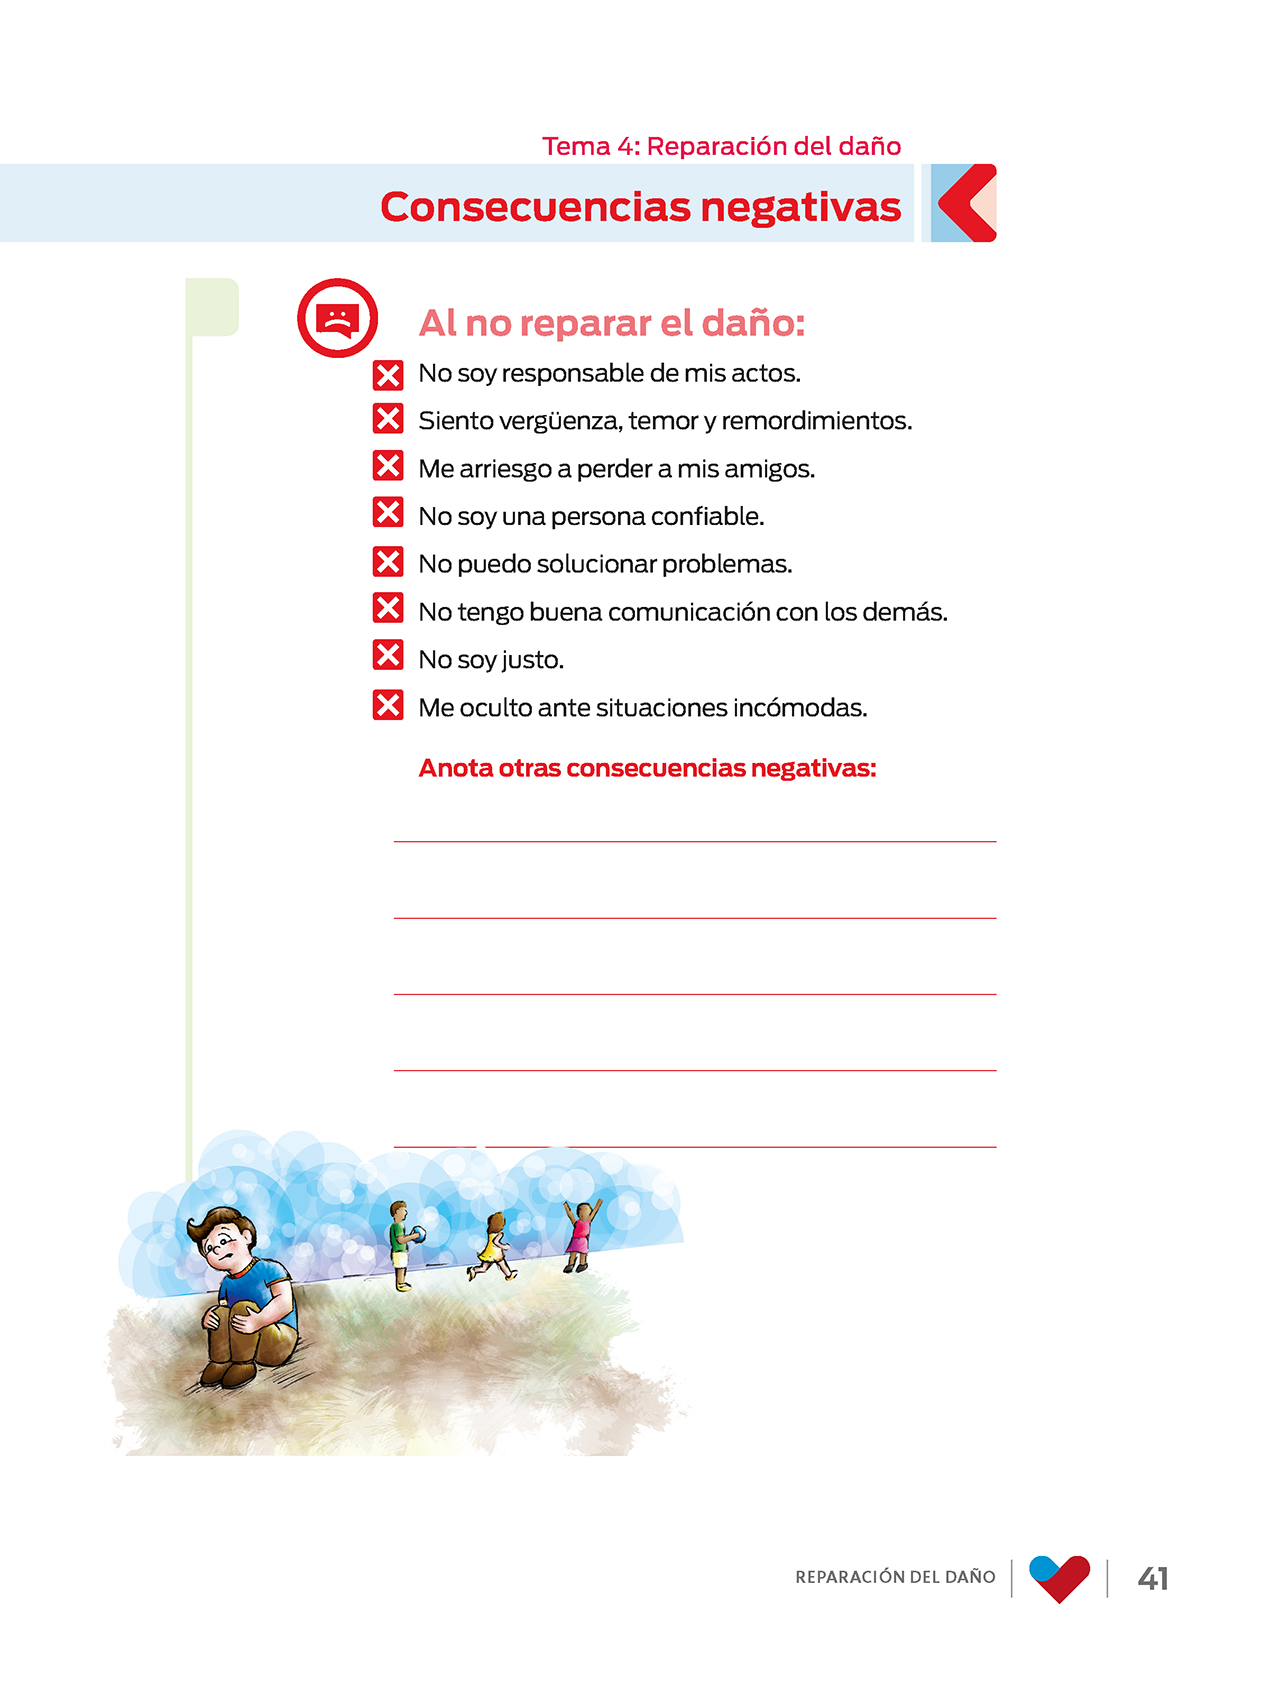 Tema 4: Reparación del daño
Consecuencias negativas
Al no reparar el daño:
No soy responsable de mis actos.
Siento vergüenza, temor y remordimientos.
Me arriesgo a perder a mis amigos.
No soy una persona confiable.
No puedo solucionar problemas.
No tengo buena comunicación con los demás.
No soy justo.
Me oculto ante situaciones incómodas.
Anota otras consecuencias negativas:
REPARACIÓN DEL DAÑO
41